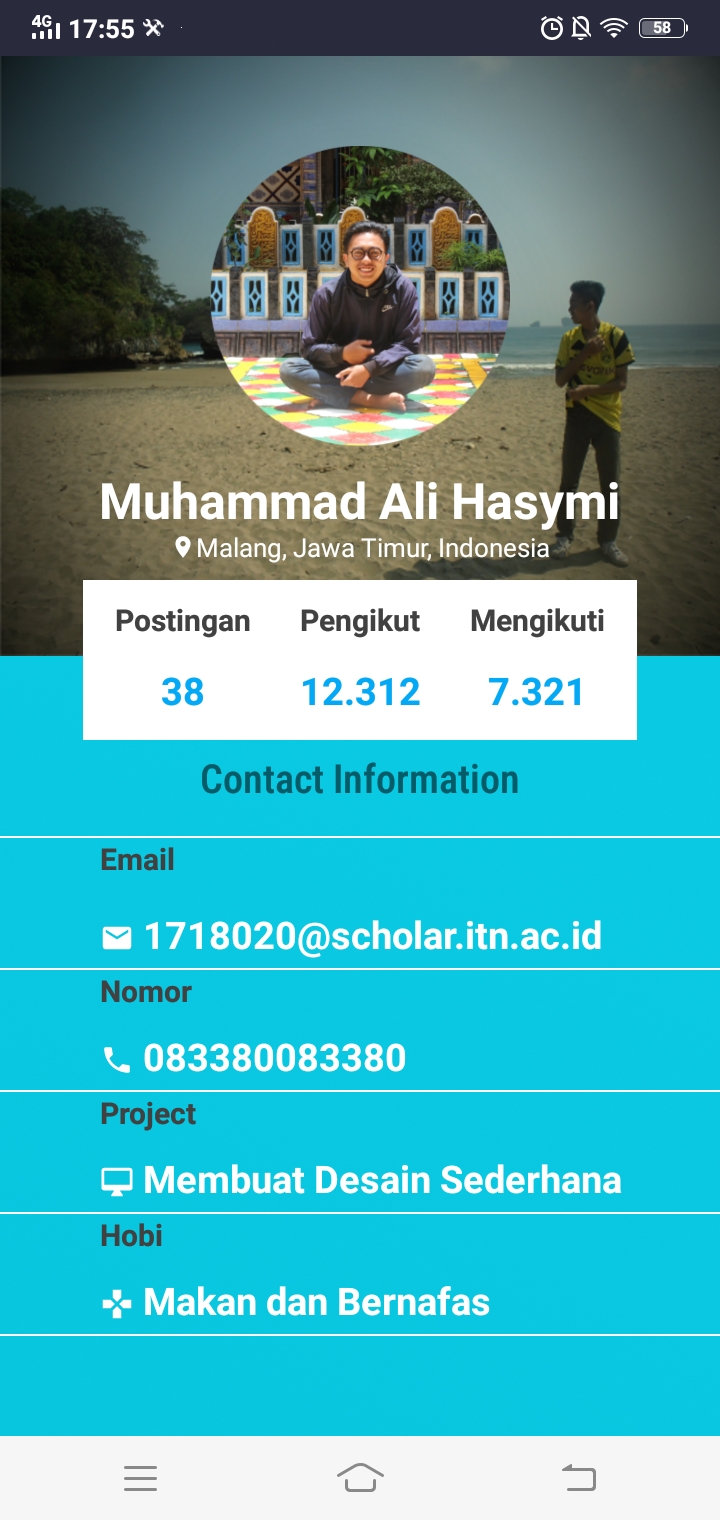 4G 17:55 58
Muhammad Ali Hasymi
Malang, Jawa Timur, Indonesia
Postingan Pengikut Mengikuti
38 12.312 7.321
Contact Information
Email
1718020@scholar.itn.ac.id
Nomor
083380083380
Project
Membuat Desain Sederhana
Hobi
Makan dan Bernafas